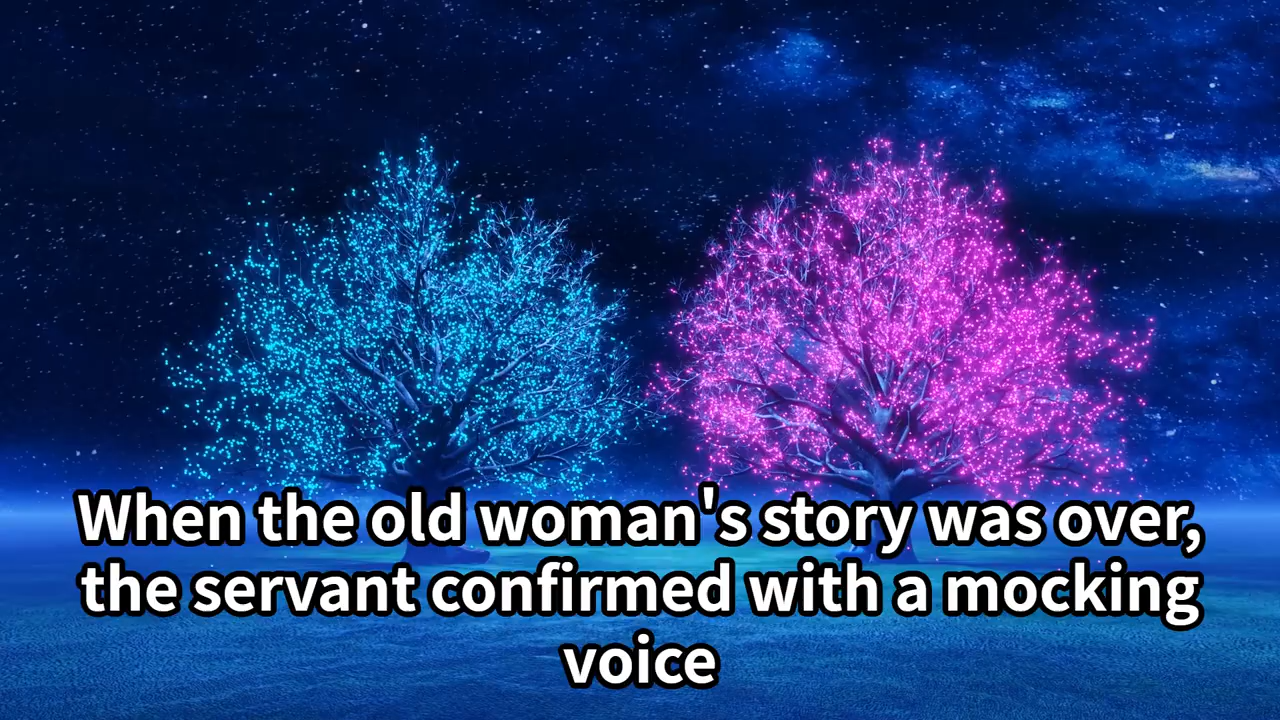 When the old woman's story was over,
the servant confirmed with a mocking
voice